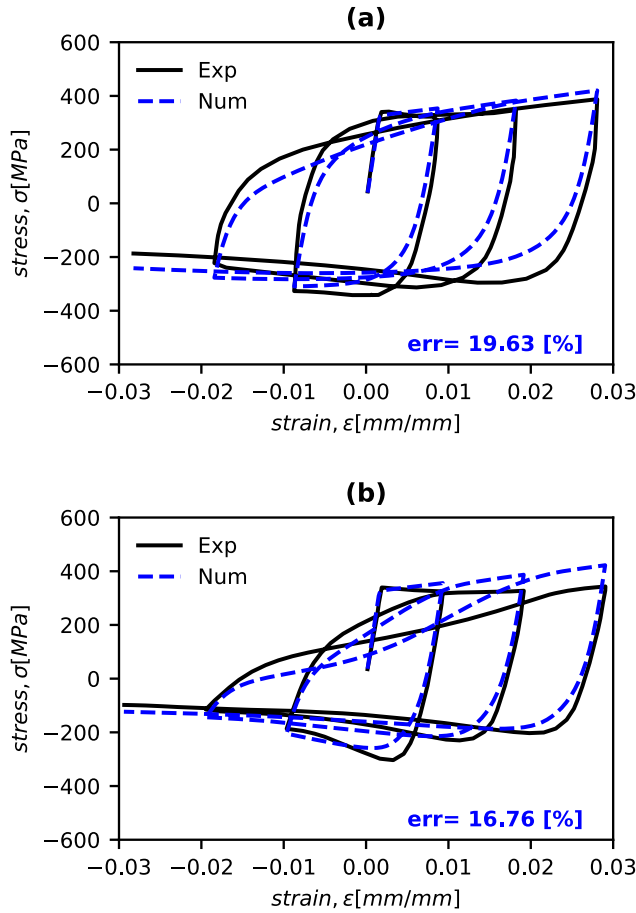 (a)
600
400
200
0
−200
−400
−600
stress, σ[MPa]
Exp
Num
err= 19.63 [%]
−0.03 −0.02 −0.01 0.00 0.01 0.02 0.03
strain, ε[mm/mm]
(b)
600
400
200
0
−200
−400
−600
stress, σ[MPa]
Exp
Num
err= 16.76 [%]
−0.03 −0.02 −0.01 0.00 0.01 0.02 0.03
strain, ε[mm/mm]